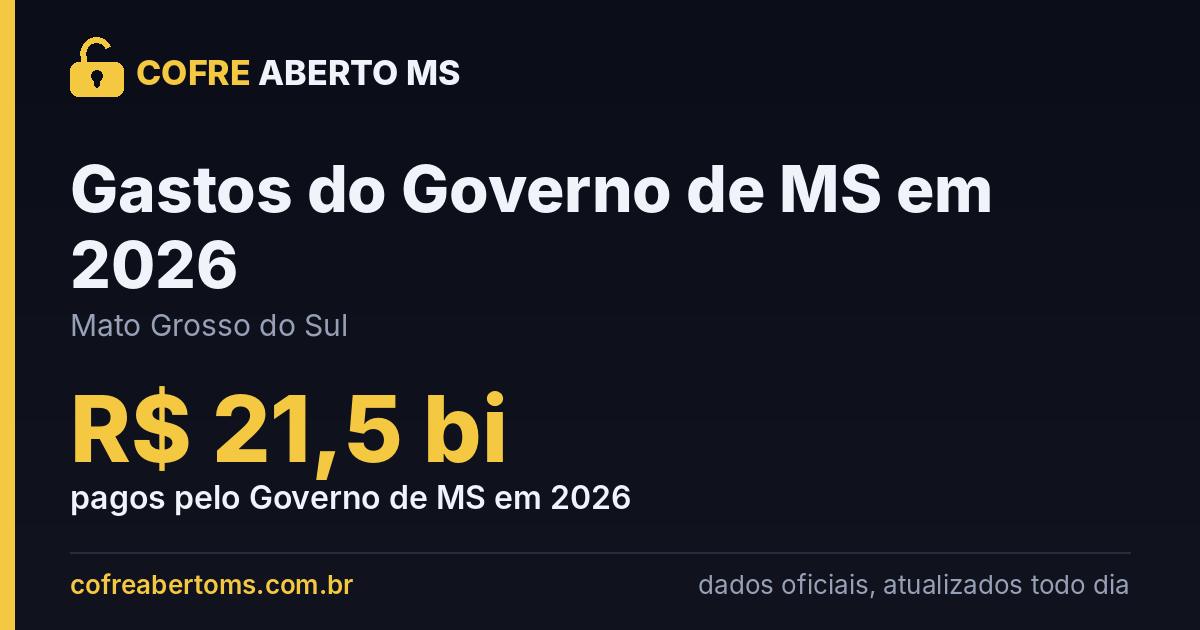 COFRE ABERTO MS
Gastos do Governo de MS em
2026
Mato Grosso do Sul
R$ 21,5 bi
pagos pelo Governo de MS em 2026
cofreabertoms.com.br
dados oficiais, atualizados todo dia